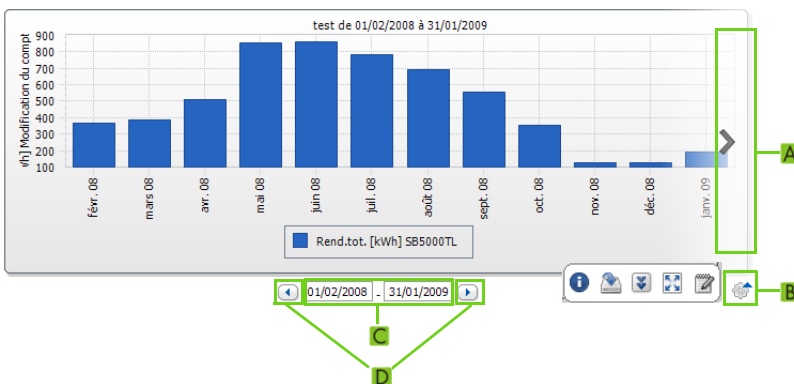 test de 01/02/2008 à 31/01/2009
900
800
700
600
500
400
300
200
100
Modification du compt
févr. 08
mars 08
avr. 08
mai 08
juin 08
juil. 08
août 08
sept. 08
oct. 08
nov. 08
déc. 08
janv. 09
Rend.tot. [kWh] SB5000TL
A
01/02/2008 - 31/01/2009
B
C
D